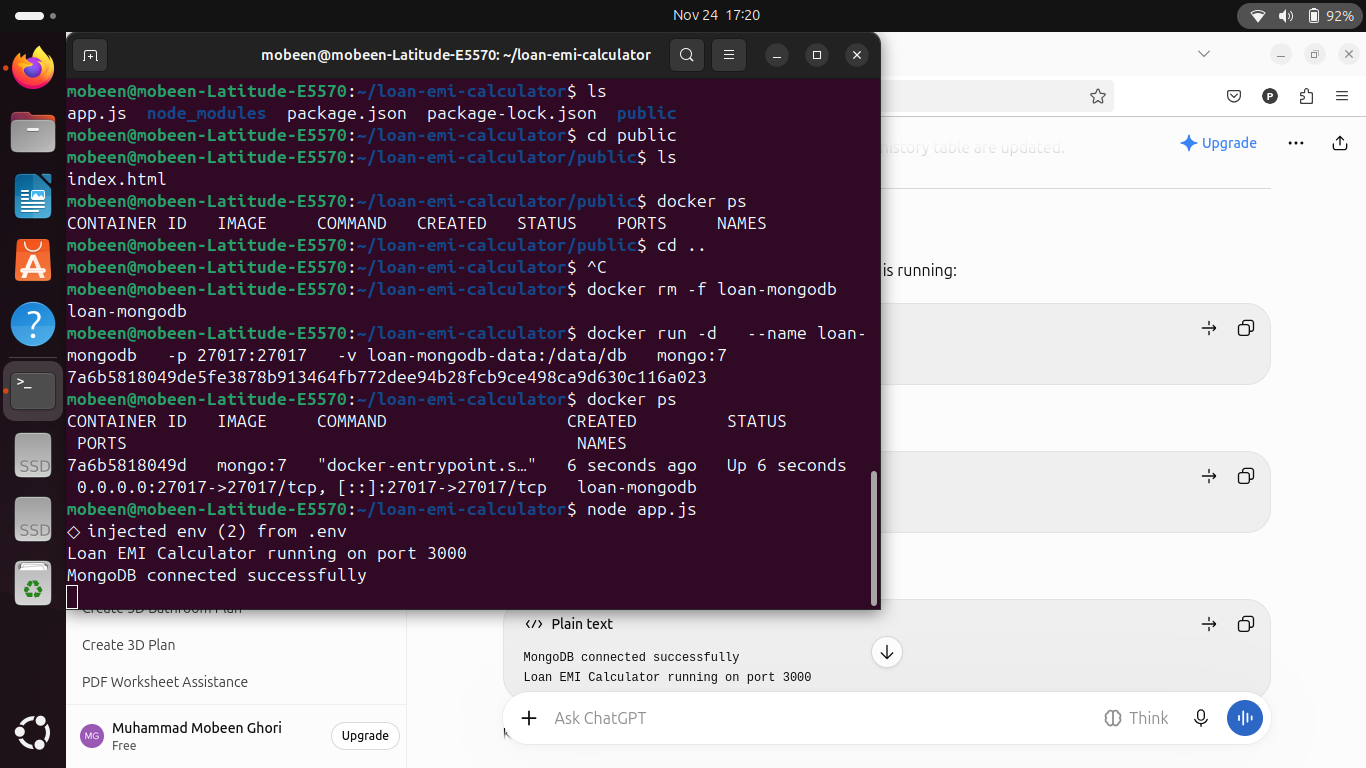 Nov 24 17:20
92%
mobeen@mobeen-Latitude-E5570: ~/loan-emi-calculator
mobeen@mobeen-Latitude-E5570:~/loan-emi-calculator$ ls
app.js node_modules package.json package-lock.json public
mobeen@mobeen-Latitude-E5570:~/loan-emi-calculator$ cd public
mobeen@mobeen-Latitude-E5570:~/loan-emi-calculator/public$ ls
index.html
mobeen@mobeen-Latitude-E5570:~/loan-emi-calculator/public$ docker ps
CONTAINER ID   IMAGE     COMMAND   CREATED   STATUS    PORTS     NAMES
mobeen@mobeen-Latitude-E5570:~/loan-emi-calculator/public$ cd ..
mobeen@mobeen-Latitude-E5570:~/loan-emi-calculator$ ^C
mobeen@mobeen-Latitude-E5570:~/loan-emi-calculator$ docker rm -f loan-mongodb
loan-mongodb
mobeen@mobeen-Latitude-E5570:~/loan-emi-calculator$ docker run -d   --name loan-
mongodb   -p 27017:27017   -v loan-mongodb-data:/data/db   mongo:7
7a6b5818049de5fe3878b913464fb772dee94b28fcb9ce498ca9d630c116a023
mobeen@mobeen-Latitude-E5570:~/loan-emi-calculator$ docker ps
CONTAINER ID   IMAGE     COMMAND                  CREATED         STATUS
PORTS                                             NAMES
7a6b5818049d   mongo:7   "docker-entrypoint.s…"   6 seconds ago   Up 6 seconds
0.0.0.0:27017->27017/tcp, [::]:27017->27017/tcp   loan-mongodb
mobeen@mobeen-Latitude-E5570:~/loan-emi-calculator$ node app.js
◇ injected env (2) from .env
Loan EMI Calculator running on port 3000
MongoDB connected successfully
SSD
SSD
P
history table are updated.
Upgrade
is running:
Create 3D Bathroom Plan
Create 3D Plan
PDF Worksheet Assistance
MG
Muhammad Mobeen Ghori
Free
Upgrade
Plain text
MongoDB connected successfully
Loan EMI Calculator running on port 3000
Ask ChatGPT
Think